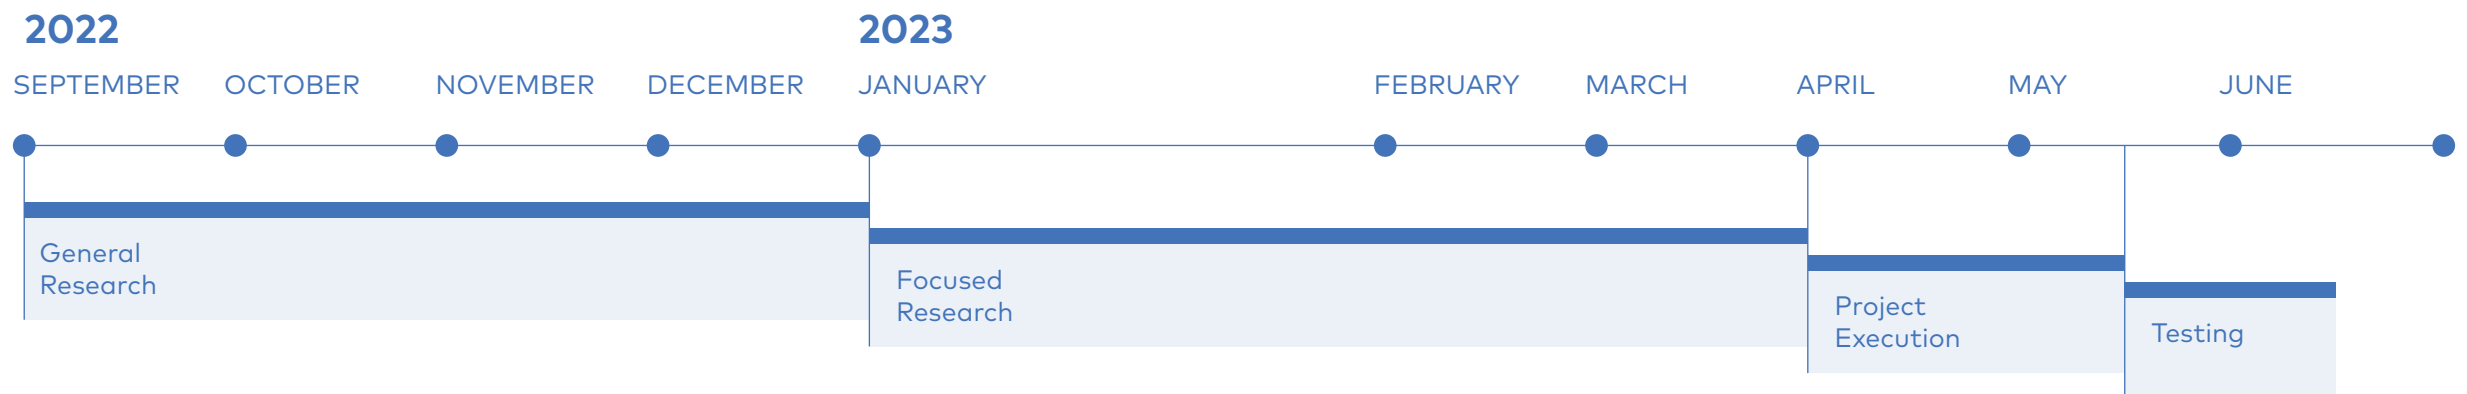 2022
2023
SEPTEMBER
OCTOBER
NOVEMBER
DECEMBER
JANUARY
FEBRUARY
MARCH
APRIL
MAY
JUNE
General
Research
Focused
Research
Project
Execution
Testing